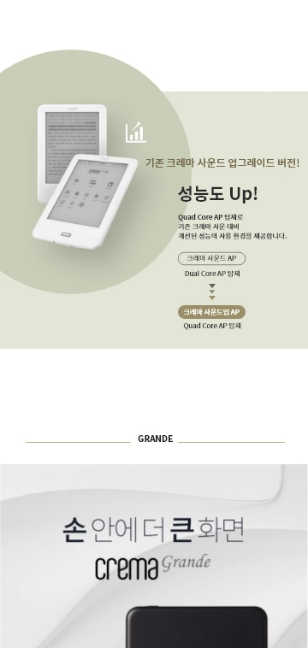 기존 크레마 사운드 업그레이드 버젼!
성능도 Up!
Quad Core AP 탑재로
기존 크레마 사운 대비
개선된 성능의 사용 환경을 제공합니다.
크레마 사운드 AP
Dual Core AP 탑재
크레마 사운드업 AP
Quad Core AP 탑재
GRANDE
손 안에 더 큰 화면
crema Grande